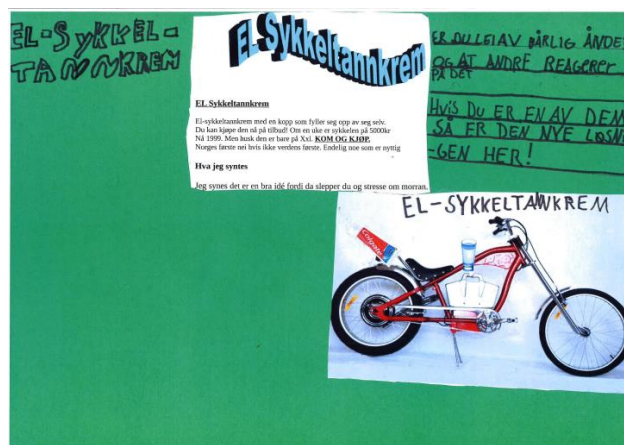 EL-SYKKEL-
TANNKREM
EL Sykkeltannkrem
EL Sykkeltannkrem
El-sykkeltannkrem med en kopp som fyller seg opp av seg selv.
Du kan kjøpe den nå på tilbud! Om en uke er sykkelen på 5000kr
Nå 1999. Men husk den er bare på Xxl. KOM OG KJØP.
Norges første nei hvis ikke verdens første. Endelig noe som er nyttig
Hva jeg syntes
Jeg synes det er en bra idé fordi da slepper du og stresse om morran.
ER DU LEI AV DÅRLIG ÅNDE
OG AT ANDRE REAGERER
PÅ DET
HVIS DU ER EN AV DEM
SÅ ER DEN NYE LØSNI
-GEN HER!
EL-SYKKELTANNKREM
Colgate